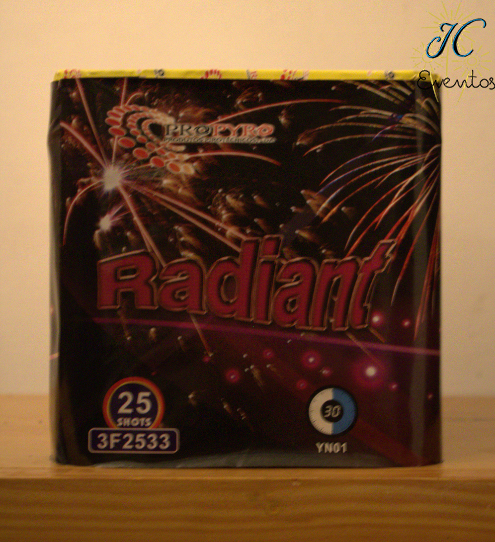 JC
Eventos
PROPYRO
Radiant
25
SHOTS
3F2533
30
YN01